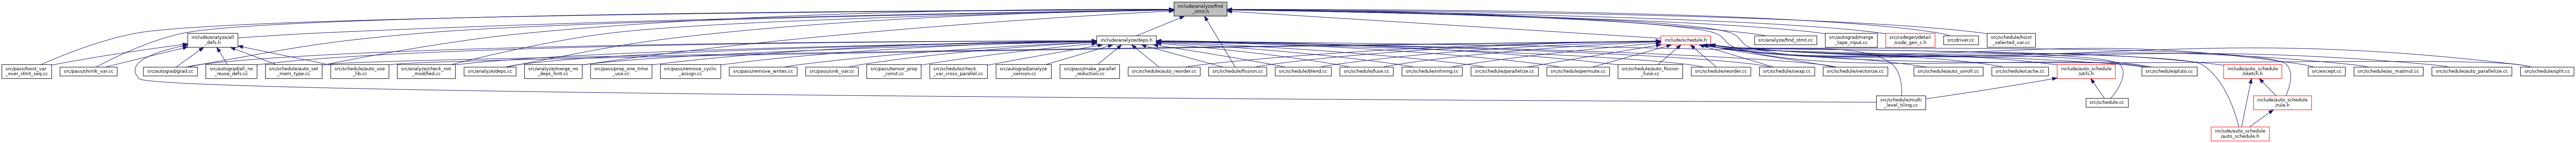 include/analyze/find
_stmt.h
include/analyze/all
_defs.h
include/analyze/deps.h
include/schedule.h
src/analyze/find_stmt.cc
src/autograd/merge
_tape_input.cc
src/codegen/detail
/code_gen_c.h
src/driver.cc
src/schedule/hoist
_selected_var.cc
src/pass/hoist_var
_over_stmt_seq.cc
src/pass/shrink_var.cc
src/autograd/grad.cc
src/autograd/all_no
_reuse_defs.cc
src/schedule/auto_set
_mem_type.cc
src/schedule/auto_use
_lib.cc
src/analyze/check_not
_modified.cc
src/analyze/deps.cc
src/analyze/merge_no
_deps_hint.cc
src/pass/prop_one_time
_use.cc
src/pass/remove_cyclic
_assign.cc
src/pass/remove_writes.cc
src/pass/sink_var.cc
src/pass/tensor_prop
_const.cc
src/schedule/check
_var_cross_parallel.cc
src/autograd/analyze
_version.cc
src/pass/make_parallel
_reduction.cc
src/schedule/auto_reorder.cc
src/schedule/fission.cc
src/schedule/blend.cc
src/schedule/fuse.cc
src/schedule/inlining.cc
src/schedule/parallelize.cc
src/schedule/permute.cc
src/schedule/auto_fission
_fuse.cc
src/schedule/reorder.cc
src/schedule/swap.cc
src/schedule/vectorize.cc
src/schedule/auto_unroll.cc
src/schedule/cache.cc
include/auto_schedule
/utils.h
src/schedule/pluto.cc
include/auto_schedule
/sketch.h
src/except.cc
src/schedule/as_matmul.cc
src/schedule/auto_parallelize.cc
src/schedule/split.cc
src/schedule/multi
_level_tiling.cc
src/schedule.cc
include/auto_schedule
/rule.h
include/auto_schedule
/auto_schedule.h